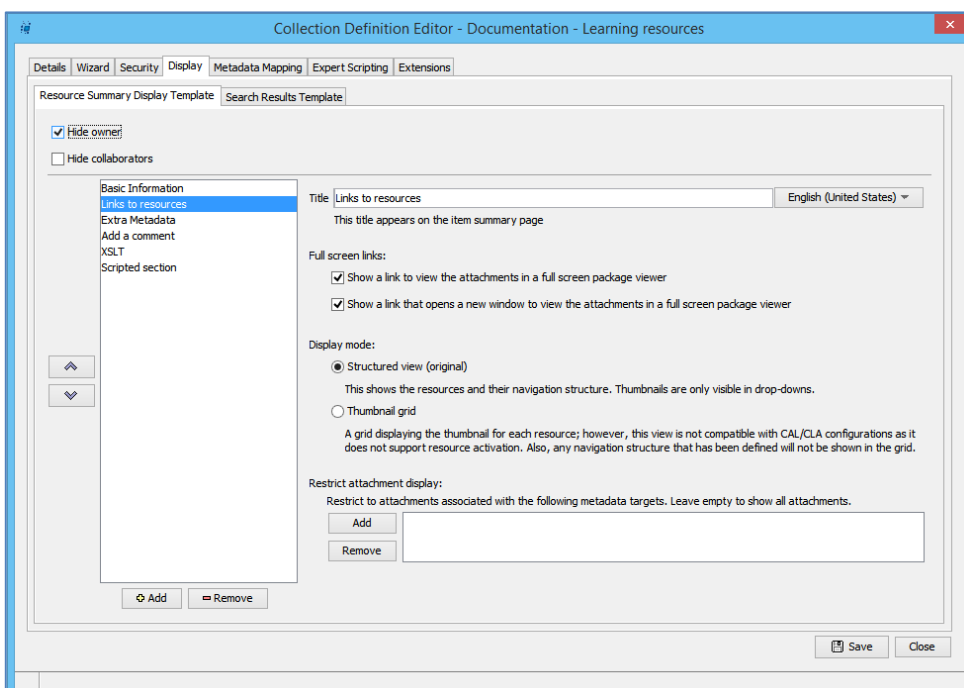 Collection Definition Editor - Documentation - Learning resources
Details Wizard Security Display Metadata Mapping Expert Scripting Extensions
Resource Summary Display Template Search Results Template
Hide owner
Hide collaborators
Basic Information
Links to resources
Extra Metadata
Add a comment
XSLT
Scripted section
Add Remove
Title Links to resources English (United States)
This title appears on the item summary page
Full screen links:
Show a link to view the attachments in a full screen package viewer
Show a link that opens a new window to view the attachments in a full screen package viewer
Display mode:
Structured view (original)
This shows the resources and their navigation structure. Thumbnails are only visible in drop-downs.
Thumbnail grid
A grid displaying the thumbnail for each resource; however, this view is not compatible with CAL/CLA configurations as it
does not support resource activation. Also, any navigation structure that has been defined will not be shown in the grid.
Restrict attachment display:
Restrict to attachments associated with the following metadata targets. Leave empty to show all attachments.
Add
Remove
Save Close